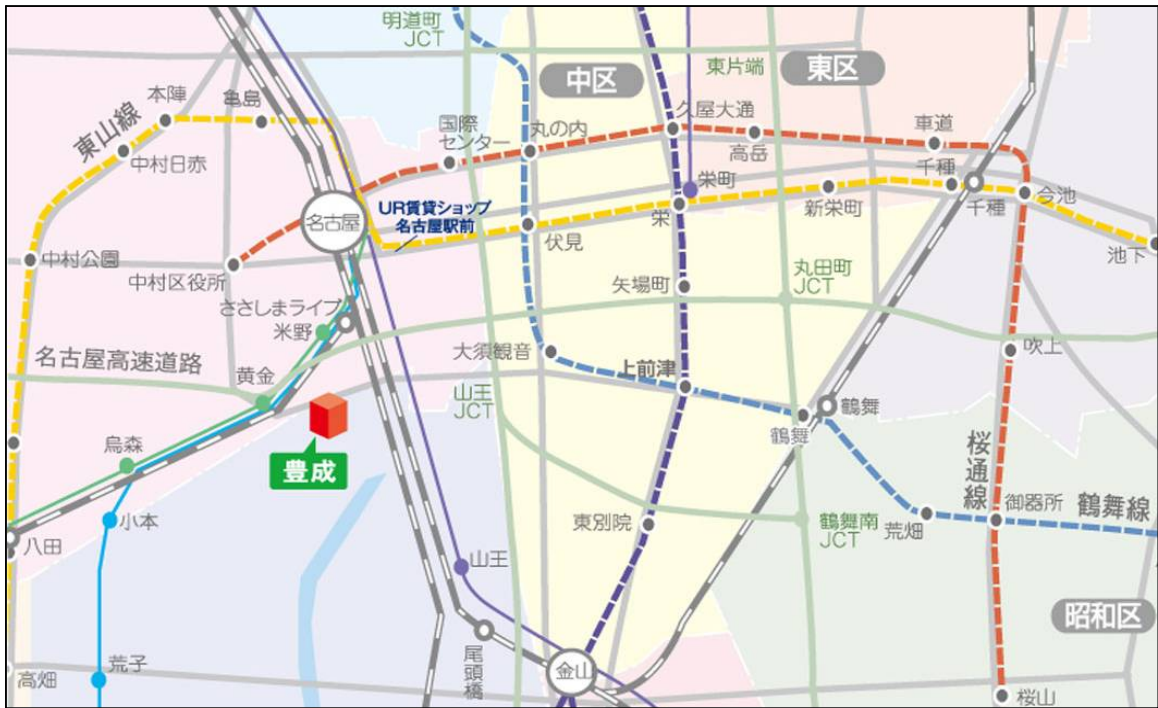 明道町
JCT
中区
東片端
東区
本陣
亀島
東山線
中村日赤
国際
センター
丸の内
久屋大通
高岳
車道
千種
栄町
名古屋
UR賃貸ショップ
名古屋駅前
伏見
栄
新栄町
千種
今池
池下
中村公園
中村区役所
矢場町
丸田町
JCT
ささしまライブ
米野
名古屋高速道路
黄金
大須観音
上前津
吹上
山王
JCT
鶴舞
鶴舞
烏森
豊成
桜通線
小本
八田
東別院
鶴舞南
JCT
荒畑
御器所
鶴舞線
山王
昭和区
高畑
荒子
尾頭橋
金山
桜山